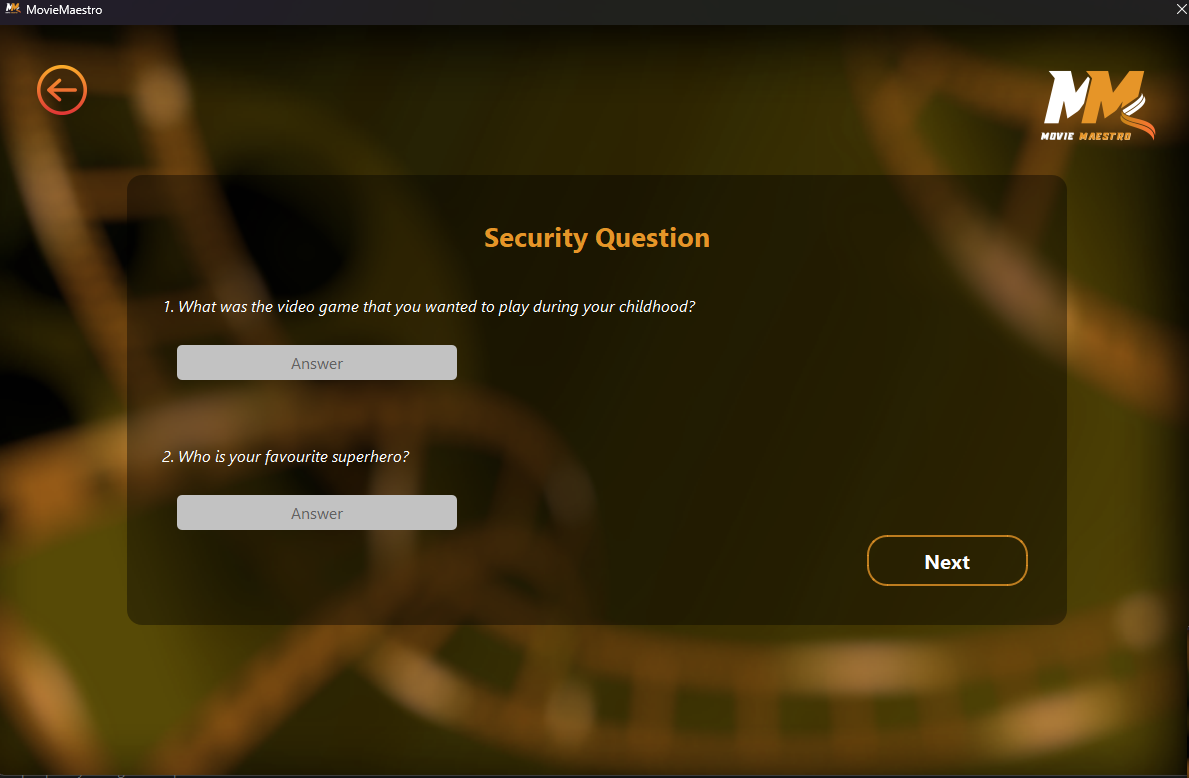 MovieMaestro
MM
MOVIE MAESTRO
Security Question
1. What was the video game that you wanted to play during your childhood?
Answer
2. Who is your favourite superhero?
Answer
Next